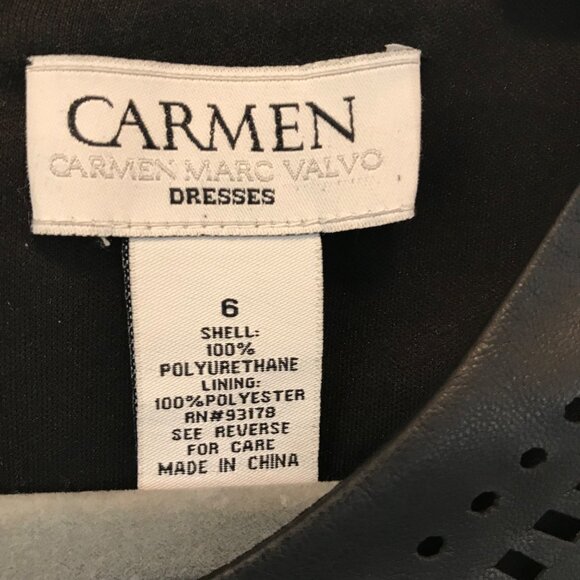 CARMEN
CARMEN MARC VALVO
DRESSES
6
SHELL:
100%
POLYURETHANE
LINING:
100%POLYESTER
RN#93178
SEE REVERSE
FOR CARE
MADE IN CHINA